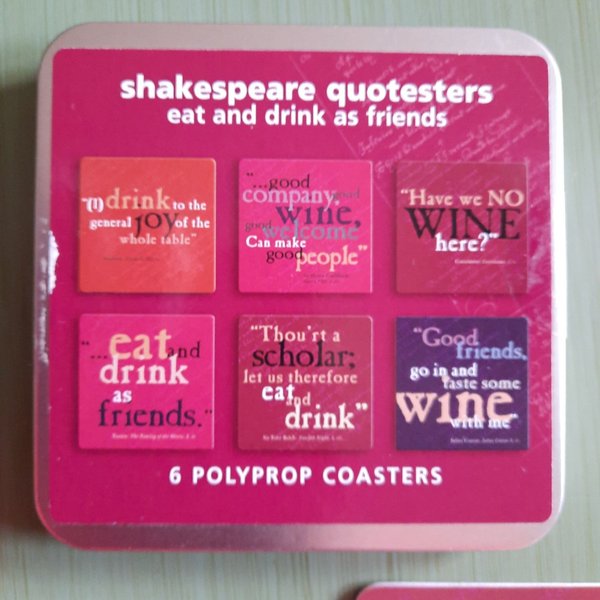 shakespeare quotesters
eat and drink as friends
"(I) drink to the
general joy of the
whole table"
"...good
company, good
wine,
good welcome
Can make
good people"
"Have we NO
WINE
here?"
"...eat and
drink
as
friends."
"Thou'rt a
scholar;
let us therefore
eat
and
drink"
"Good
friends,
go in and
taste some
wine
with me"
6 POLYPROP COASTERS